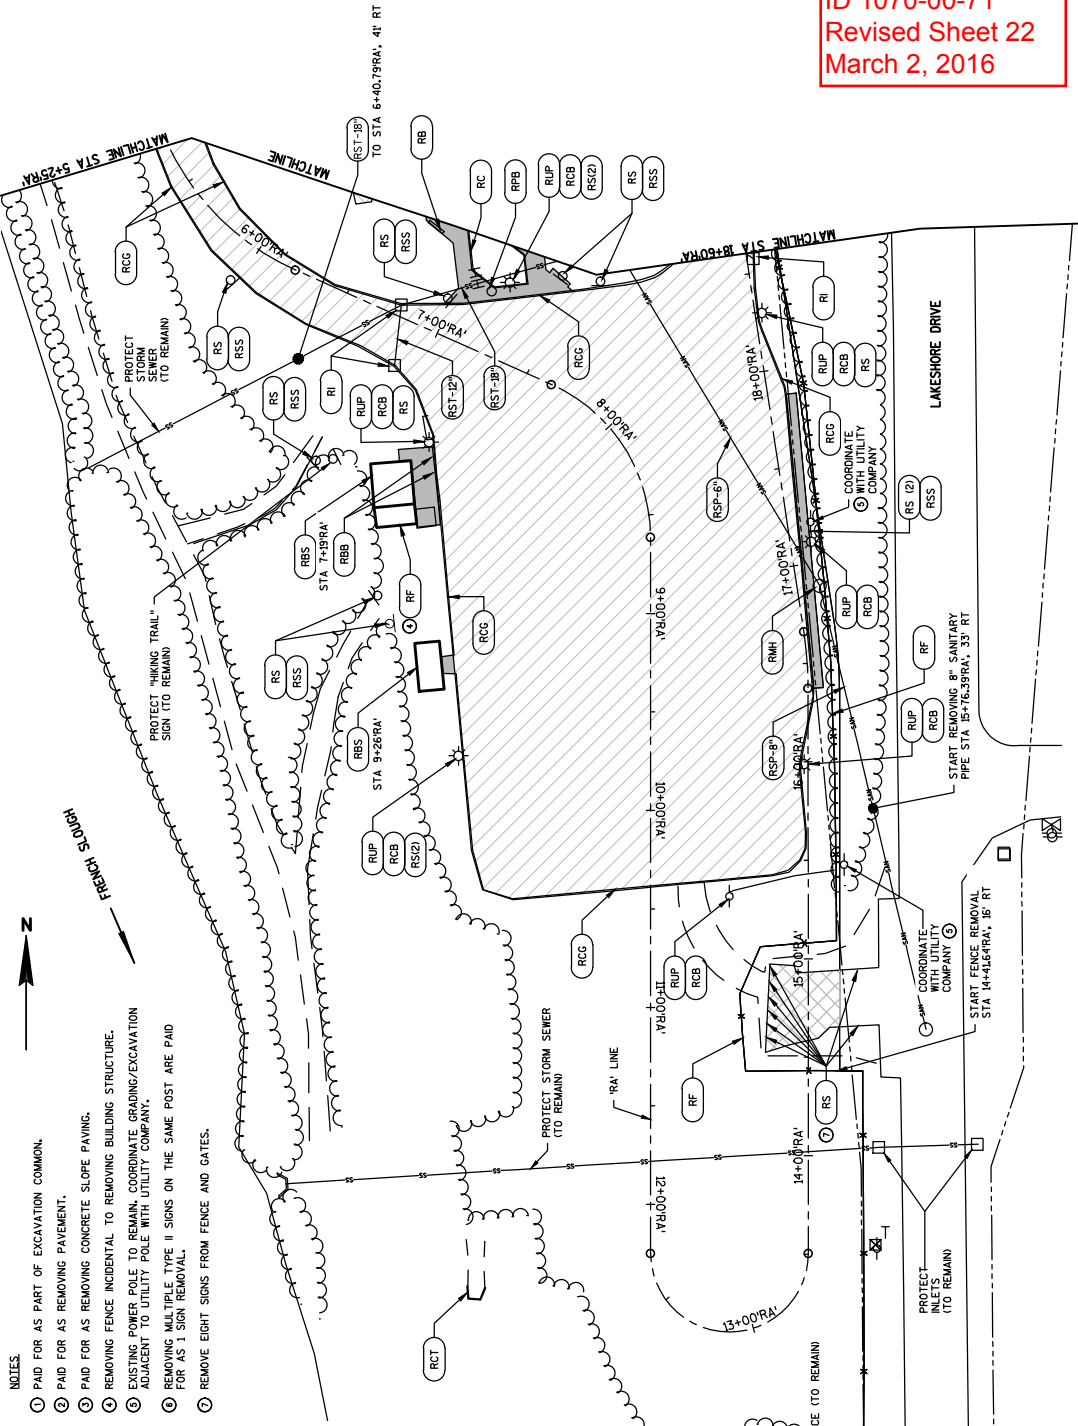 ID 1070-00-71
Revised Sheet 22
March 2, 2016
NOTES
1 PAID FOR AS PART OF EXCAVATION COMMON.
2 PAID FOR AS REMOVING PAVEMENT.
3 PAID FOR AS REMOVING CONCRETE SLOPE PAVING.
4 REMOVING FENCE INCIDENTAL TO REMOVING BUILDING STRUCTURE.
5 EXISTING POWER POLE TO REMAIN. COORDINATE GRADING/EXCAVATION
ADJACENT TO UTILITY POLE WITH UTILITY COMPANY.
6 REMOVING MULTIPLE TYPE II SIGNS ON THE SAME POST ARE PAID
FOR AS 1 SIGN REMOVAL.
7 REMOVE EIGHT SIGNS FROM FENCE AND GATES.
N
FRENCH SLOUGH
MATCHLINE STA 5+25'RA'
MATCHLINE
RST-18"
TO STA 6+40.79'RA', 41' RT
RB
RC
RPB
RUP
RCB
RS(2)
RS
RSS
RCG
6+00'RA'
RS
RSS
RS
RSS
PROTECT
STORM
SEWER
(TO REMAIN)
SS
RS
RSS
RI
RUP
RCB
RS
7+00'RA'
RST-12"
RST-18"
RCG
8+00'RA'
MATCHLINE STA 18+60'RA'
RI
RUP
RCB
RS
18+00'RA'
RCG
LAKESHORE DRIVE
COORDINATE
5 WITH UTILITY
COMPANY
RS (2)
RSS
RSP-6"
SAN
PROTECT "HIKING TRAIL"
SIGN (TO REMAIN)
RBS
STA 7+19'RA'
RBB
RF
4
RS
RSS
RCG
RBS
STA 9+26'RA'
RUP
RCB
RS(2)
9+00'RA'
10+00'RA'
17+00'RA'
RMH
RUP
RCB
RSP-8"
16+00'RA'
RF
RUP
RCB
START REMOVING 8" SANITARY
PIPE STA 15+76.39'RA', 33' RT
RCG
RUP
RCB
11+00'RA'
15+00'RA'
COORDINATE
WITH UTILITY
COMPANY 5
START FENCE REMOVAL
STA 14+41.64'RA', 16' RT
PROTECT STORM SEWER
(TO REMAIN)
'RA' LINE
RF
RS
7
14+00'RA'
12+00'RA'
13+00'RA'
RCT
T
PROTECT
INLETS
(TO REMAIN)
CE (TO REMAIN)